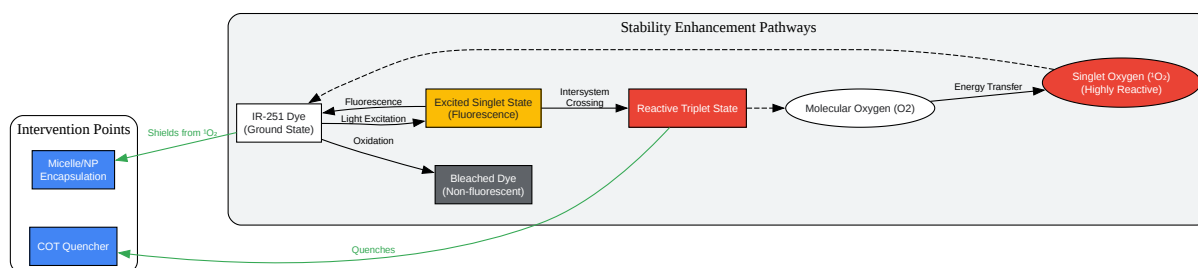 Stability Enhancement Pathways
Singlet Oxygen (¹O₂)
(Highly Reactive)
Energy Transfer
Molecular Oxygen (O2)
Reactive Triplet State
Intersystem
Crossing
Excited Singlet State
(Fluorescence)
Fluorescence
Light Excitation
IR-251 Dye
(Ground State)
Oxidation
Bleached Dye
(Non-fluorescent)
Intervention Points
Shields from ¹O₂
Micelle/NP
Encapsulation
COT Quencher
Quenches